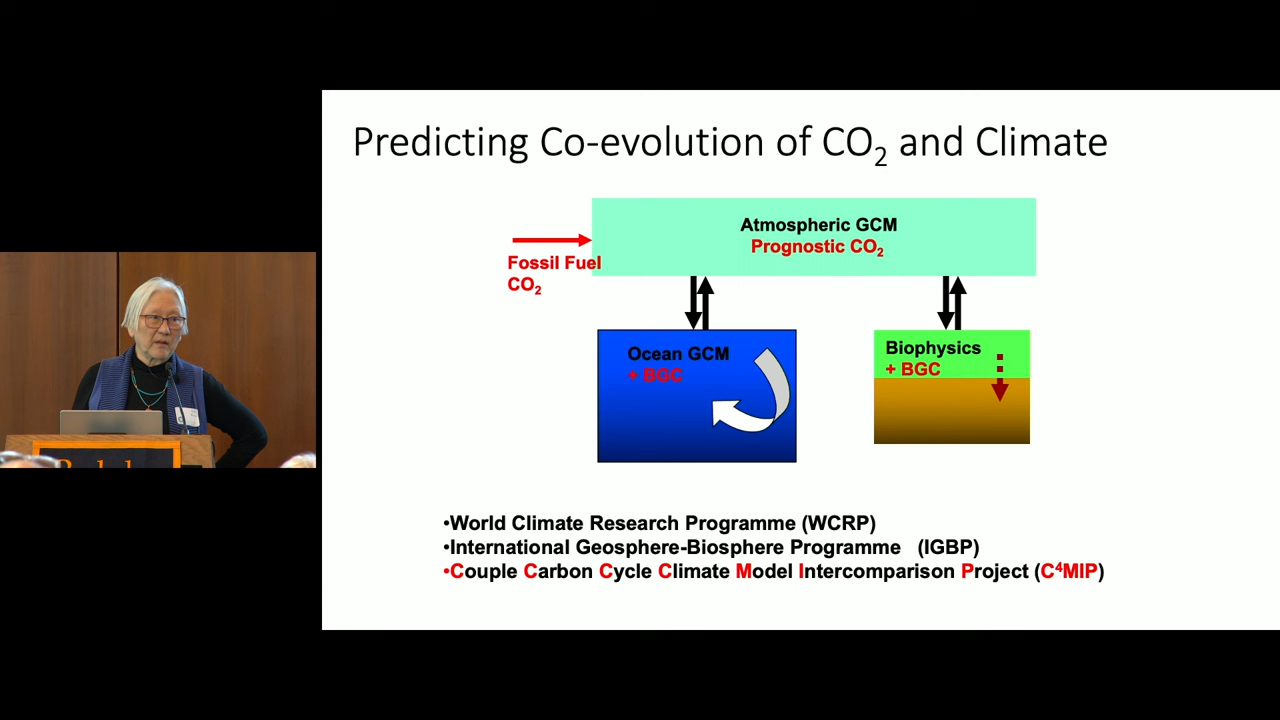 Predicting Co-evolution of CO₂ and Climate
Atmospheric GCM
Prognostic CO₂
Fossil Fuel
CO₂
Ocean GCM
+ BGC
Biophysics
+ BGC
•World Climate Research Programme (WCRP)
•International Geosphere-Biosphere Programme (IGBP)
•Couple Carbon Cycle Climate Model Intercomparison Project (C⁴MIP)